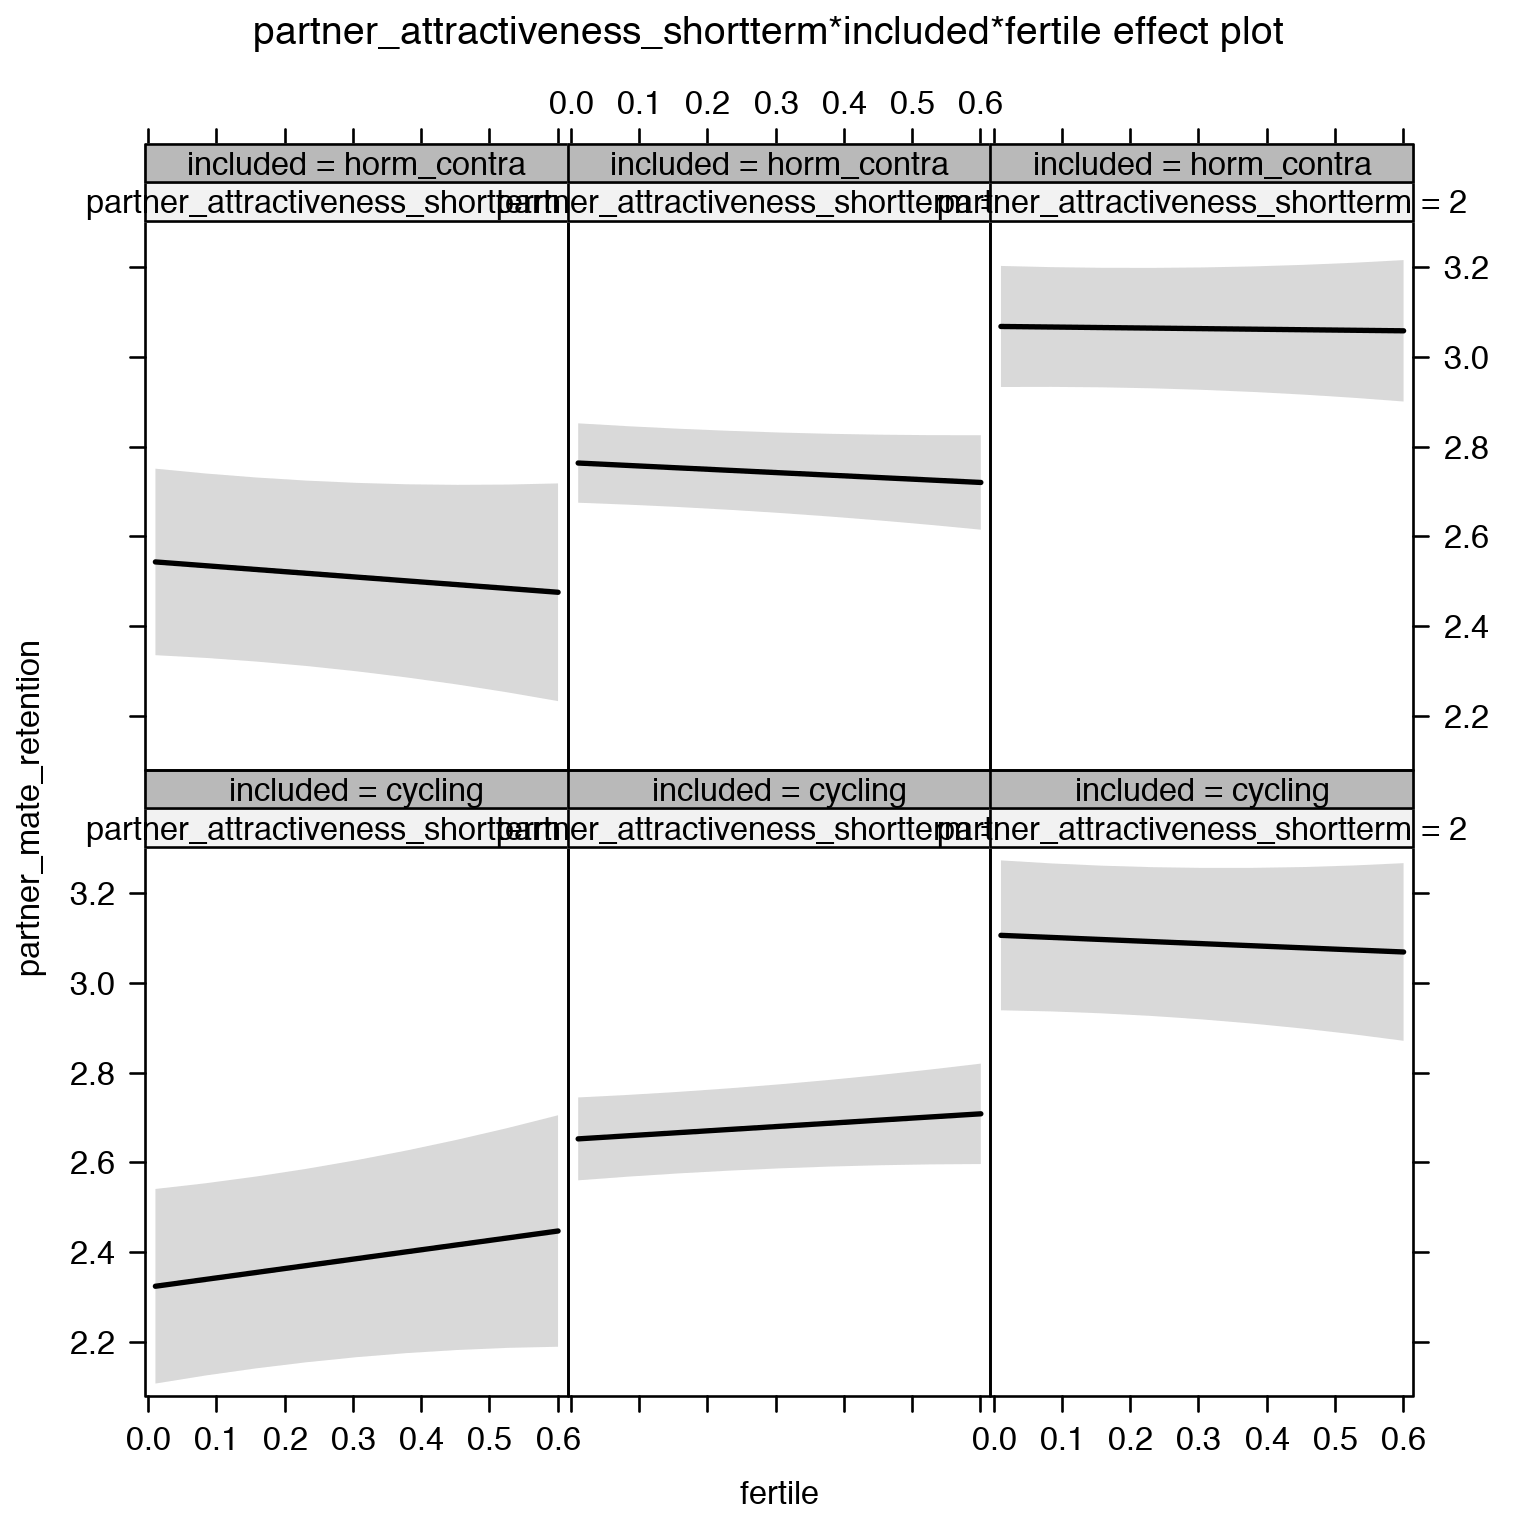 partner_attractiveness_shortterm*included*fertile effect plot
0.0 0.1 0.2 0.3 0.4 0.5 0.6
included = horm_contra included = horm_contra included = horm_contra
partner_attractiveness_shortterm partner_attractiveness_shortterm = partner_attractiveness_shortterm = 2
3.2
3.0
2.8
2.6
2.4
2.2
partner_mate_retention
included = cycling included = cycling included = cycling
partner_attractiveness_shortterm partner_attractiveness_shortterm = partner_attractiveness_shortterm = 2
3.2
3.0
2.8
2.6
2.4
2.2
0.0 0.1 0.2 0.3 0.4 0.5 0.6 0.0 0.1 0.2 0.3 0.4 0.5 0.6
fertile